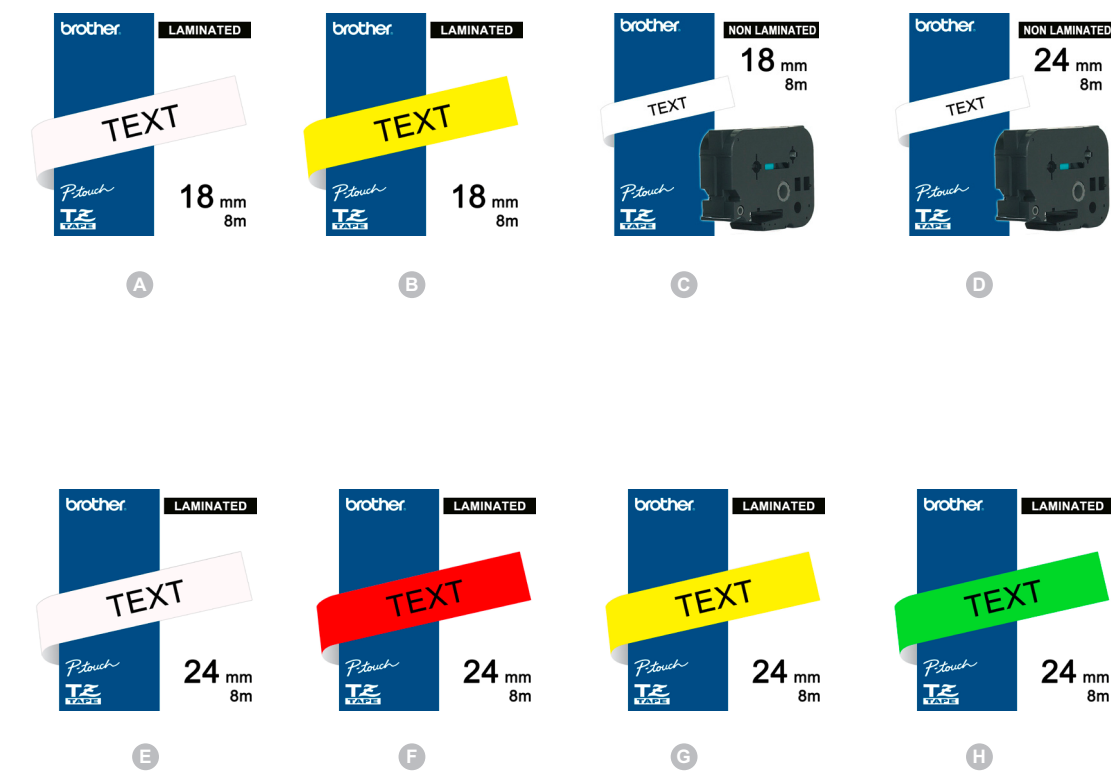 brother
LAMINATED
TEXT
P-touch
18 mm
8m
TZ
TAPE
A
brother
LAMINATED
TEXT
P-touch
18 mm
8m
TZ
TAPE
B
brother
NON LAMINATED
18 mm
8m
TEXT
P-touch
TZ
TAPE
C
brother
NON LAMINATED
24 mm
8m
TEXT
P-touch
TZ
TAPE
D
brother
LAMINATED
TEXT
P-touch
24 mm
8m
TZ
TAPE
E
brother
LAMINATED
TEXT
P-touch
24 mm
8m
TZ
TAPE
F
brother
LAMINATED
TEXT
P-touch
24 mm
8m
TZ
TAPE
G
brother
LAMINATED
TEXT
P-touch
24 mm
8m
TZ
TAPE
H